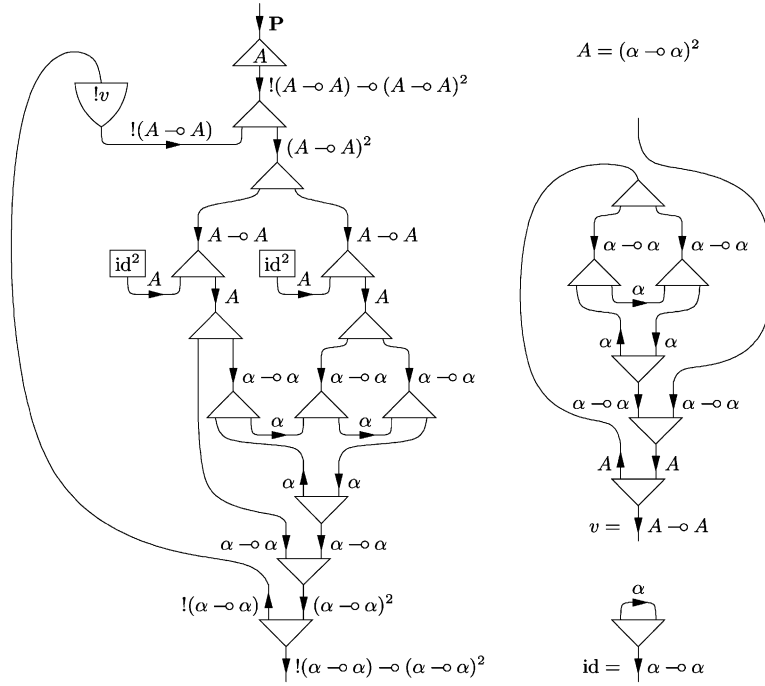 P
A
A = (α ⊸ α)²
!(A ⊸ A) ⊸ (A ⊸ A)²
!v
!(A ⊸ A)
(A ⊸ A)²
A ⊸ A
A ⊸ A
α ⊸ α
α ⊸ α
id²
A
id²
A
α
A
A
α
α
α ⊸ α
α ⊸ α
α ⊸ α
α ⊸ α
α ⊸ α
α
α
A
A
α
α
v =
A ⊸ A
α ⊸ α
α ⊸ α
α
!(α ⊸ α)
(α ⊸ α)²
!(α ⊸ α) ⊸ (α ⊸ α)²
id =
α ⊸ α